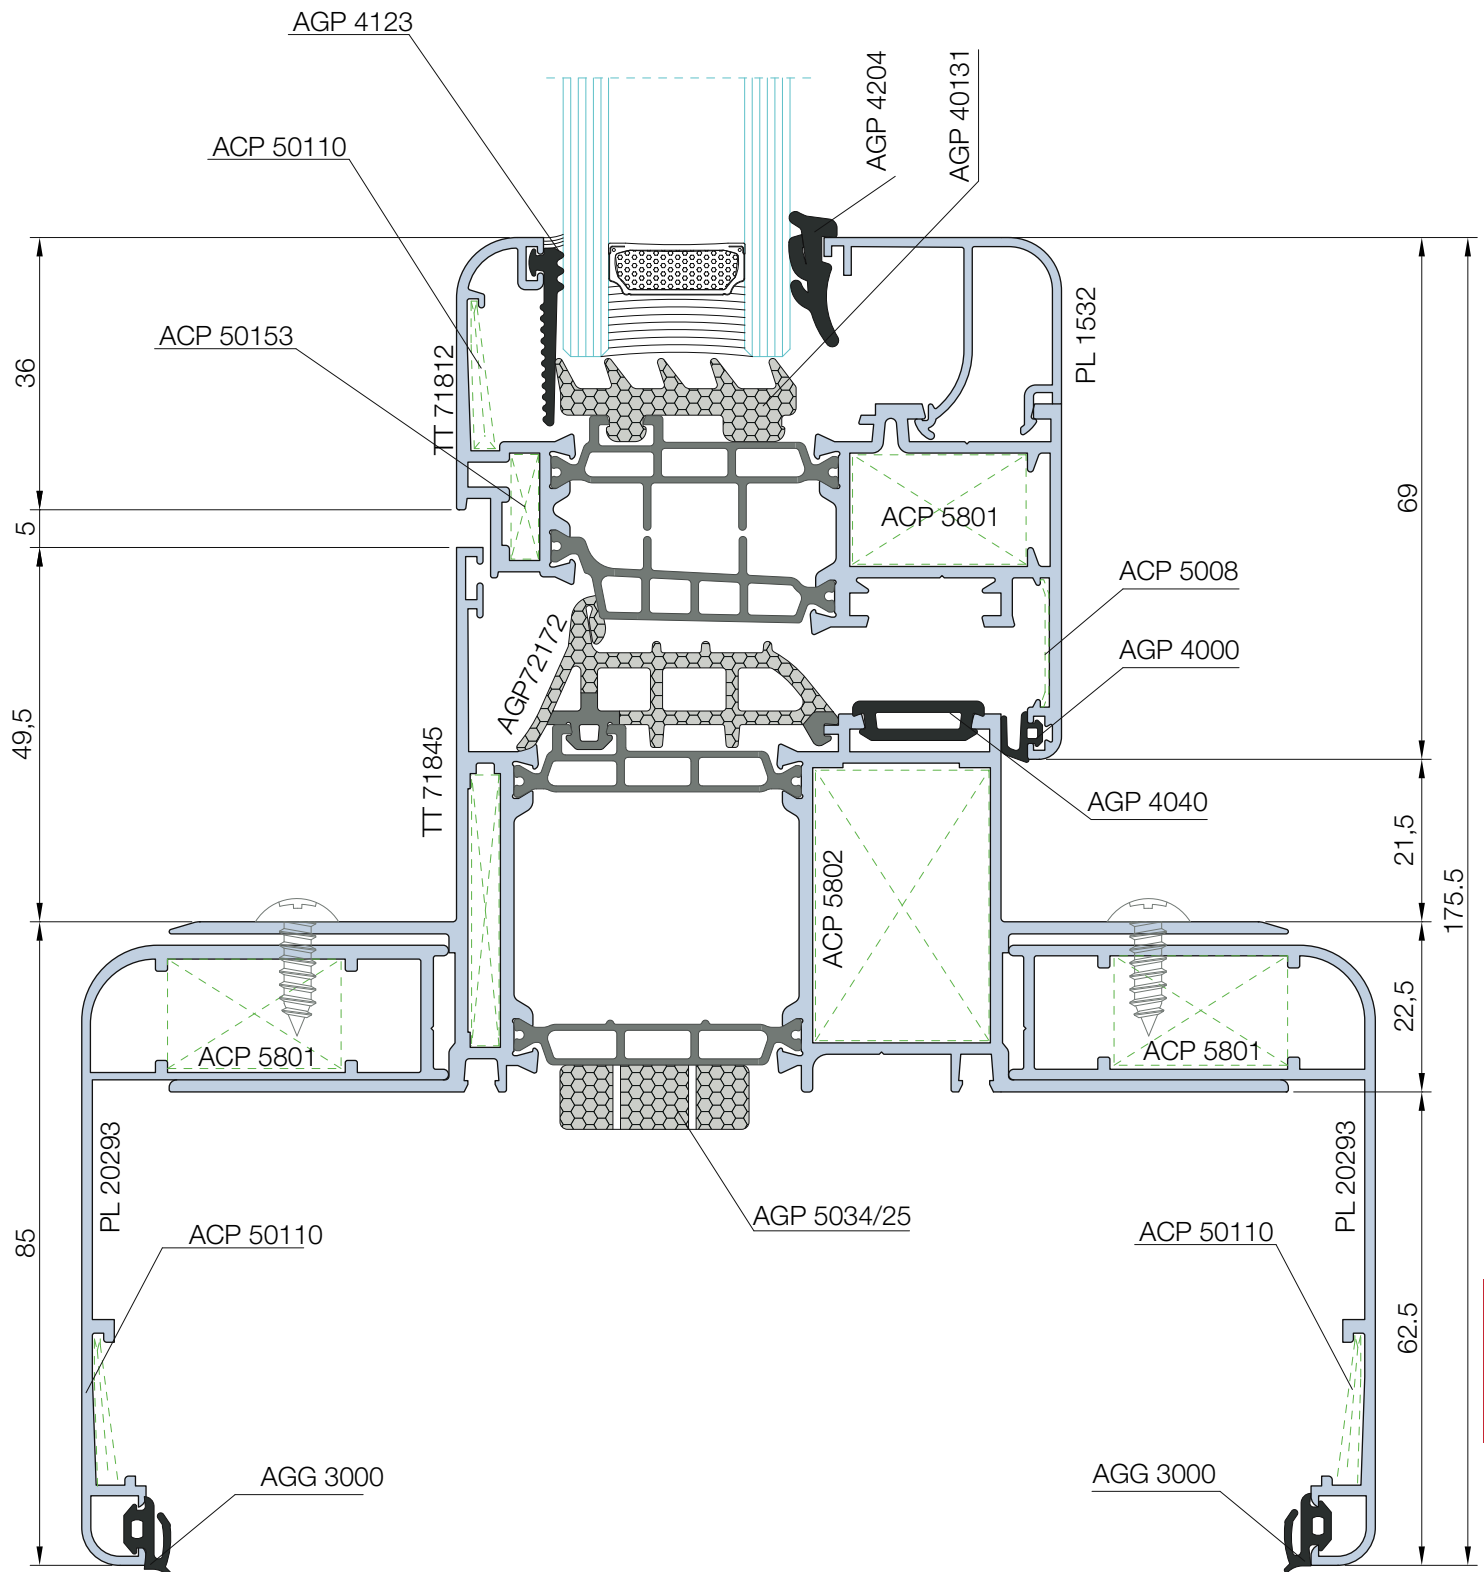 AGP 4123
AGP 4204
AGP 40131
ACP 50110
ACP 50153
TT 71812
PL 1532
36
5
49,5
85
69
21,5
22,5
62.5
175.5
ACP 5801
ACP 5008
AGP 4000
AGP72172
AGP 4040
TT 71845
ACP 5802
ACP 5801
ACP 5801
PL 20293
PL 20293
AGP 5034/25
ACP 50110
ACP 50110
AGG 3000
AGG 3000